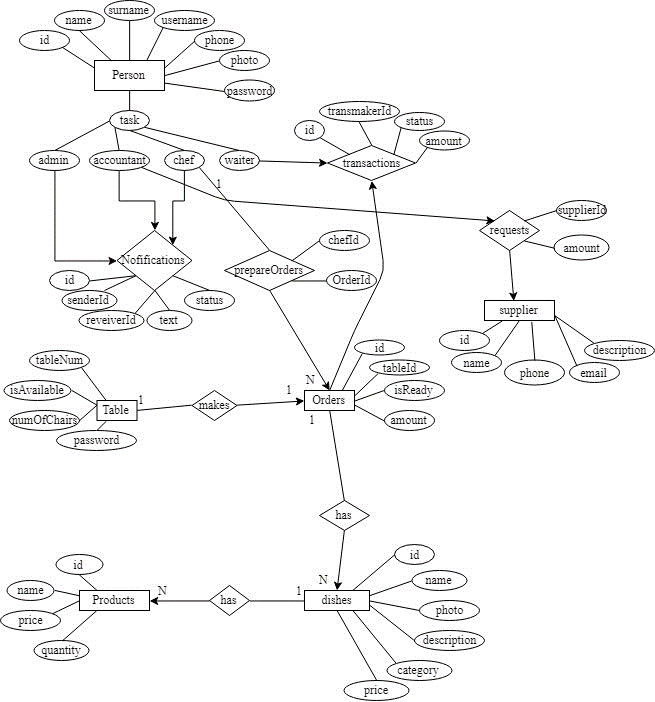 surname
name
username
id
phone
Person
photo
password
task
transmakerId
id
status
amount
admin
accountant
chef
waiter
transactions
1
supplierId
requests
chefId
amount
Nofifications
prepareOrders
id
OrderId
senderId
status
reveiverId
text
supplier
id
description
name
phone
email
id
tableNum
tableId
N
isAvailable
1
1
isReady
Table
makes
Orders
numOfChairs
1
amount
password
has
id
id
N
name
name
N
1
Products
has
dishes
photo
price
description
quantity
category
price